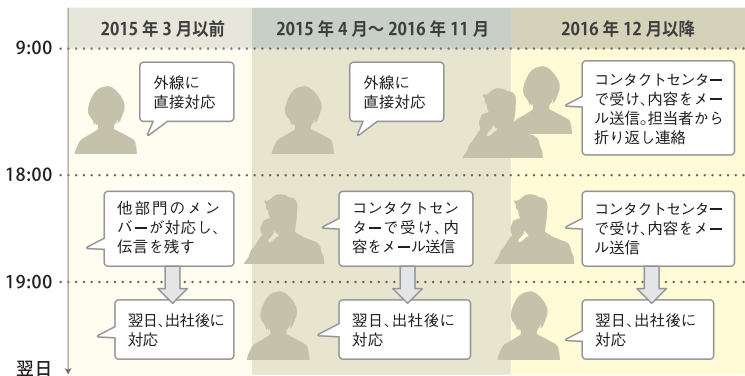 2015年3月以前
2015年4月～2016年11月
2016年12月以降
9:00
外線に
直接対応
外線に
直接対応
コンタクトセンター
で受け、内容をメー
ル送信。担当者から
折り返し連絡
18:00
他部門のメン
バーが対応し、
伝言を残す
コンタクトセン
ターで受け、内
容をメール送信
コンタクトセンター
で受け、内容をメー
ル送信
19:00
翌日、出社後に
対応
翌日、出社後に
対応
翌日、出社後に
対応
翌日